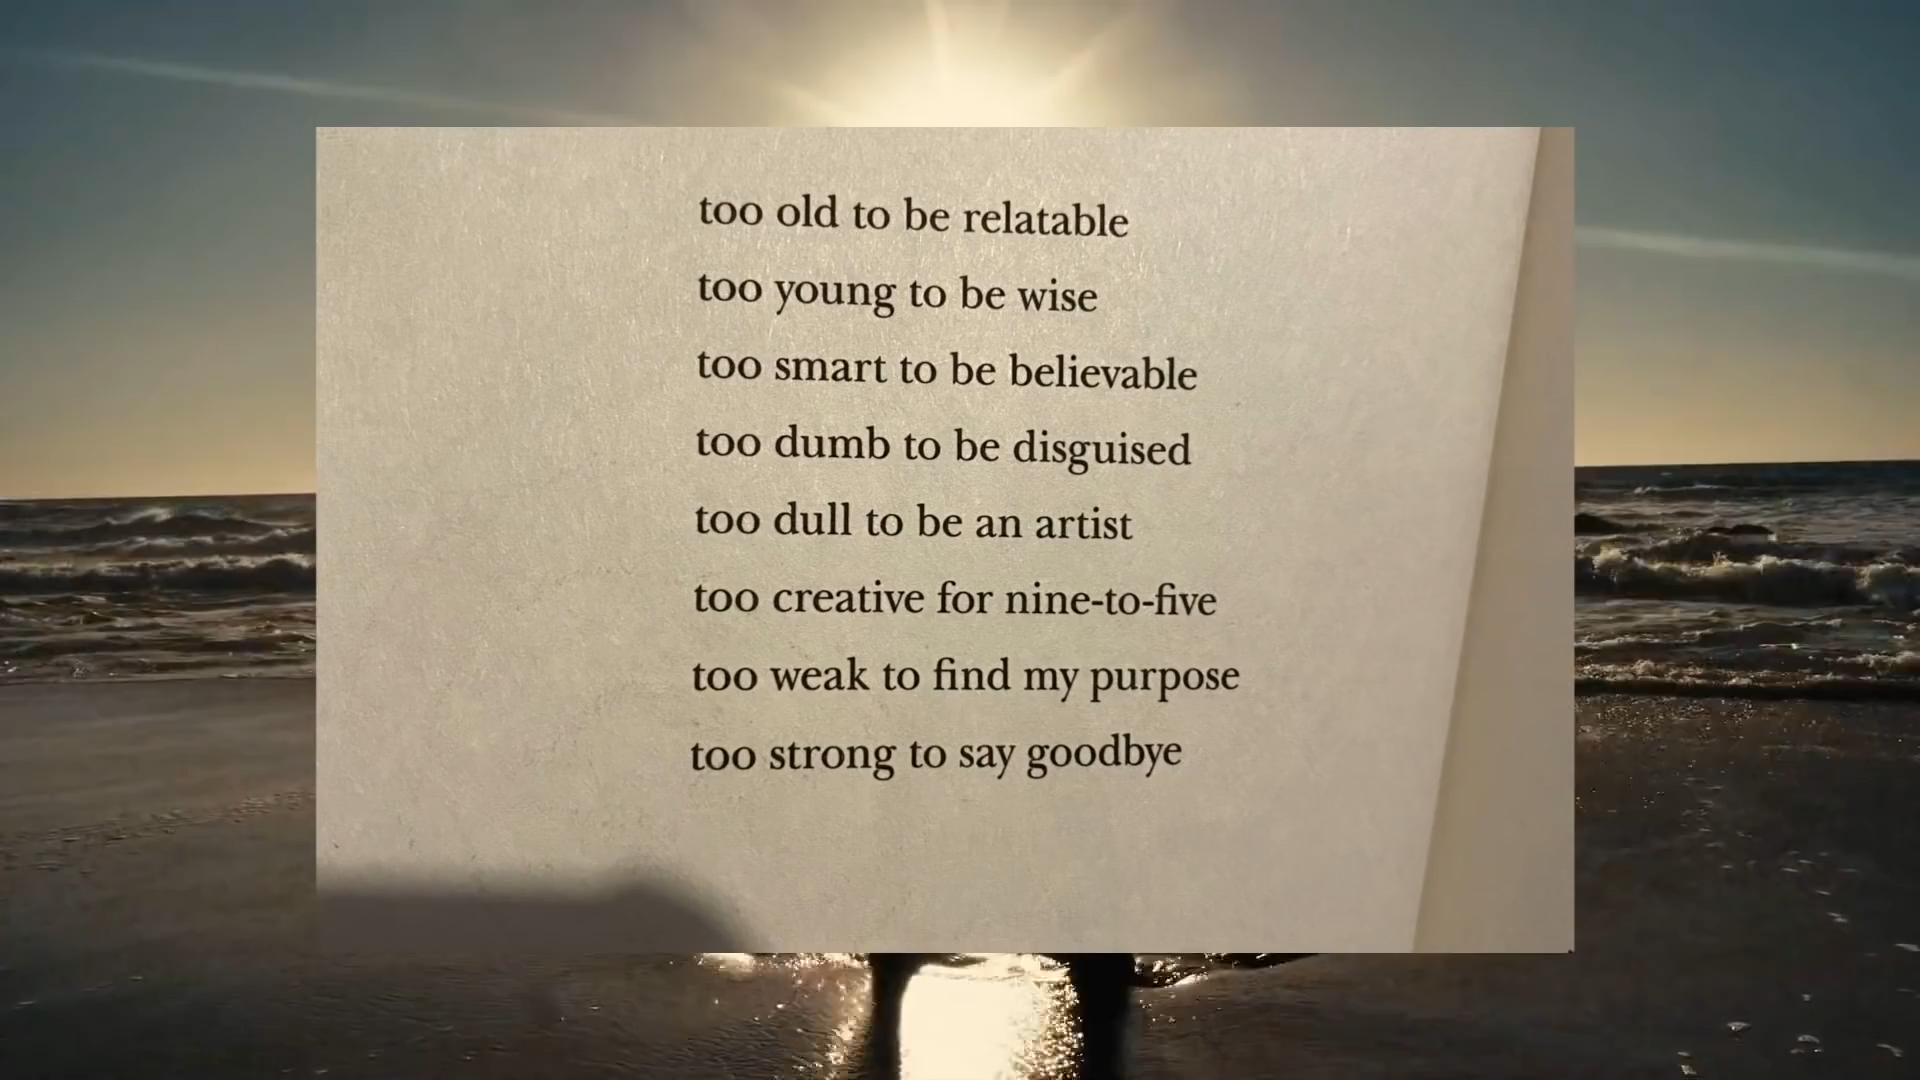 too old to be relatable
too young to be wise
too smart to be believable
too dumb to be disguised
too dull to be an artist
too creative for nine-to-five
too weak to find my purpose
too strong to say goodbye